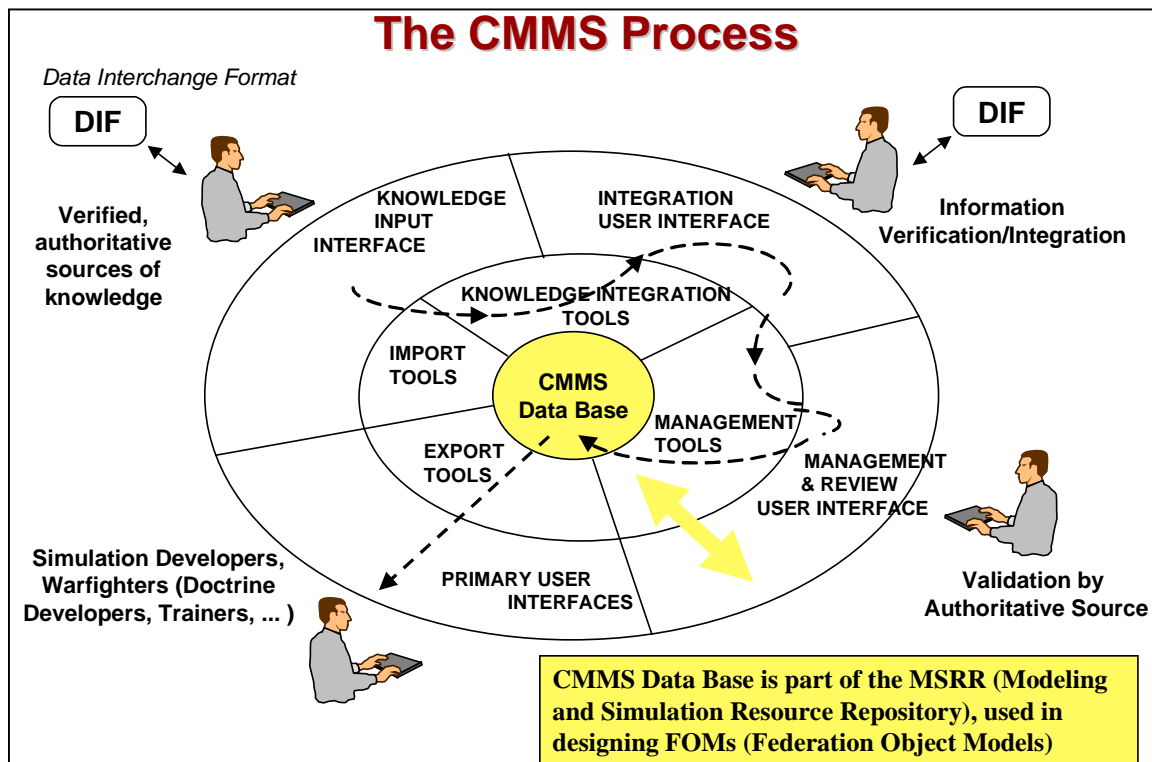 The CMMS Process
Data Interchange Format
DIF
DIF
Verified,
authoritative
sources of
knowledge
KNOWLEDGE
INPUT
INTERFACE
INTEGRATION
USER INTERFACE
Information
Verification/Integration
KNOWLEDGE INTEGRATION
TOOLS
IMPORT
TOOLS
CMMS
Data Base
MANAGEMENT
TOOLS
EXPORT
TOOLS
MANAGEMENT
& REVIEW
USER INTERFACE
Simulation Developers,
Warfighters (Doctrine
Developers, Trainers, ... )
PRIMARY USER
INTERFACES
Validation by
Authoritative Source
CMMS Data Base is part of the MSRR (Modeling
and Simulation Resource Repository), used in
designing FOMs (Federation Object Models)